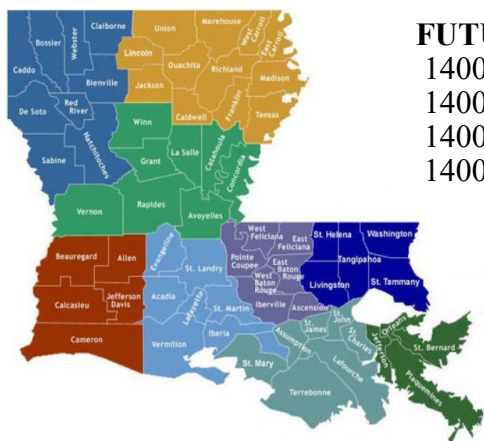 FUTU
1400
1400
1400
1400
Union
Morehouse
West Carroll
East Carroll
Claiborne
Webster
Bossier
Caddo
Lincoln
Ouachita
Richland
Madison
Bienville
Jackson
Franklin
Tensas
Caldwell
De Soto
Red River
Natchitoches
Sabine
Winn
Grant
La Salle
Catahoula
Concordia
Vernon
Rapides
Avoyelles
Beauregard
Allen
Calcasieu
Jefferson Davis
Cameron
Evangeline
St. Landry
Acadia
Lafayette
St. Martin
Vermilion
Iberia
West Feliciana
East Feliciana
Pointe Coupee
East Baton Rouge
West Baton Rouge
Iberville
Ascension
St. Helena
Washington
Tangipahoa
Livingston
St. Tammany
Assumption
St. James
St. John
St. Charles
St. Mary
Lafourche
Terrebonne
Orleans
Jefferson
St. Bernard
Plaquemines